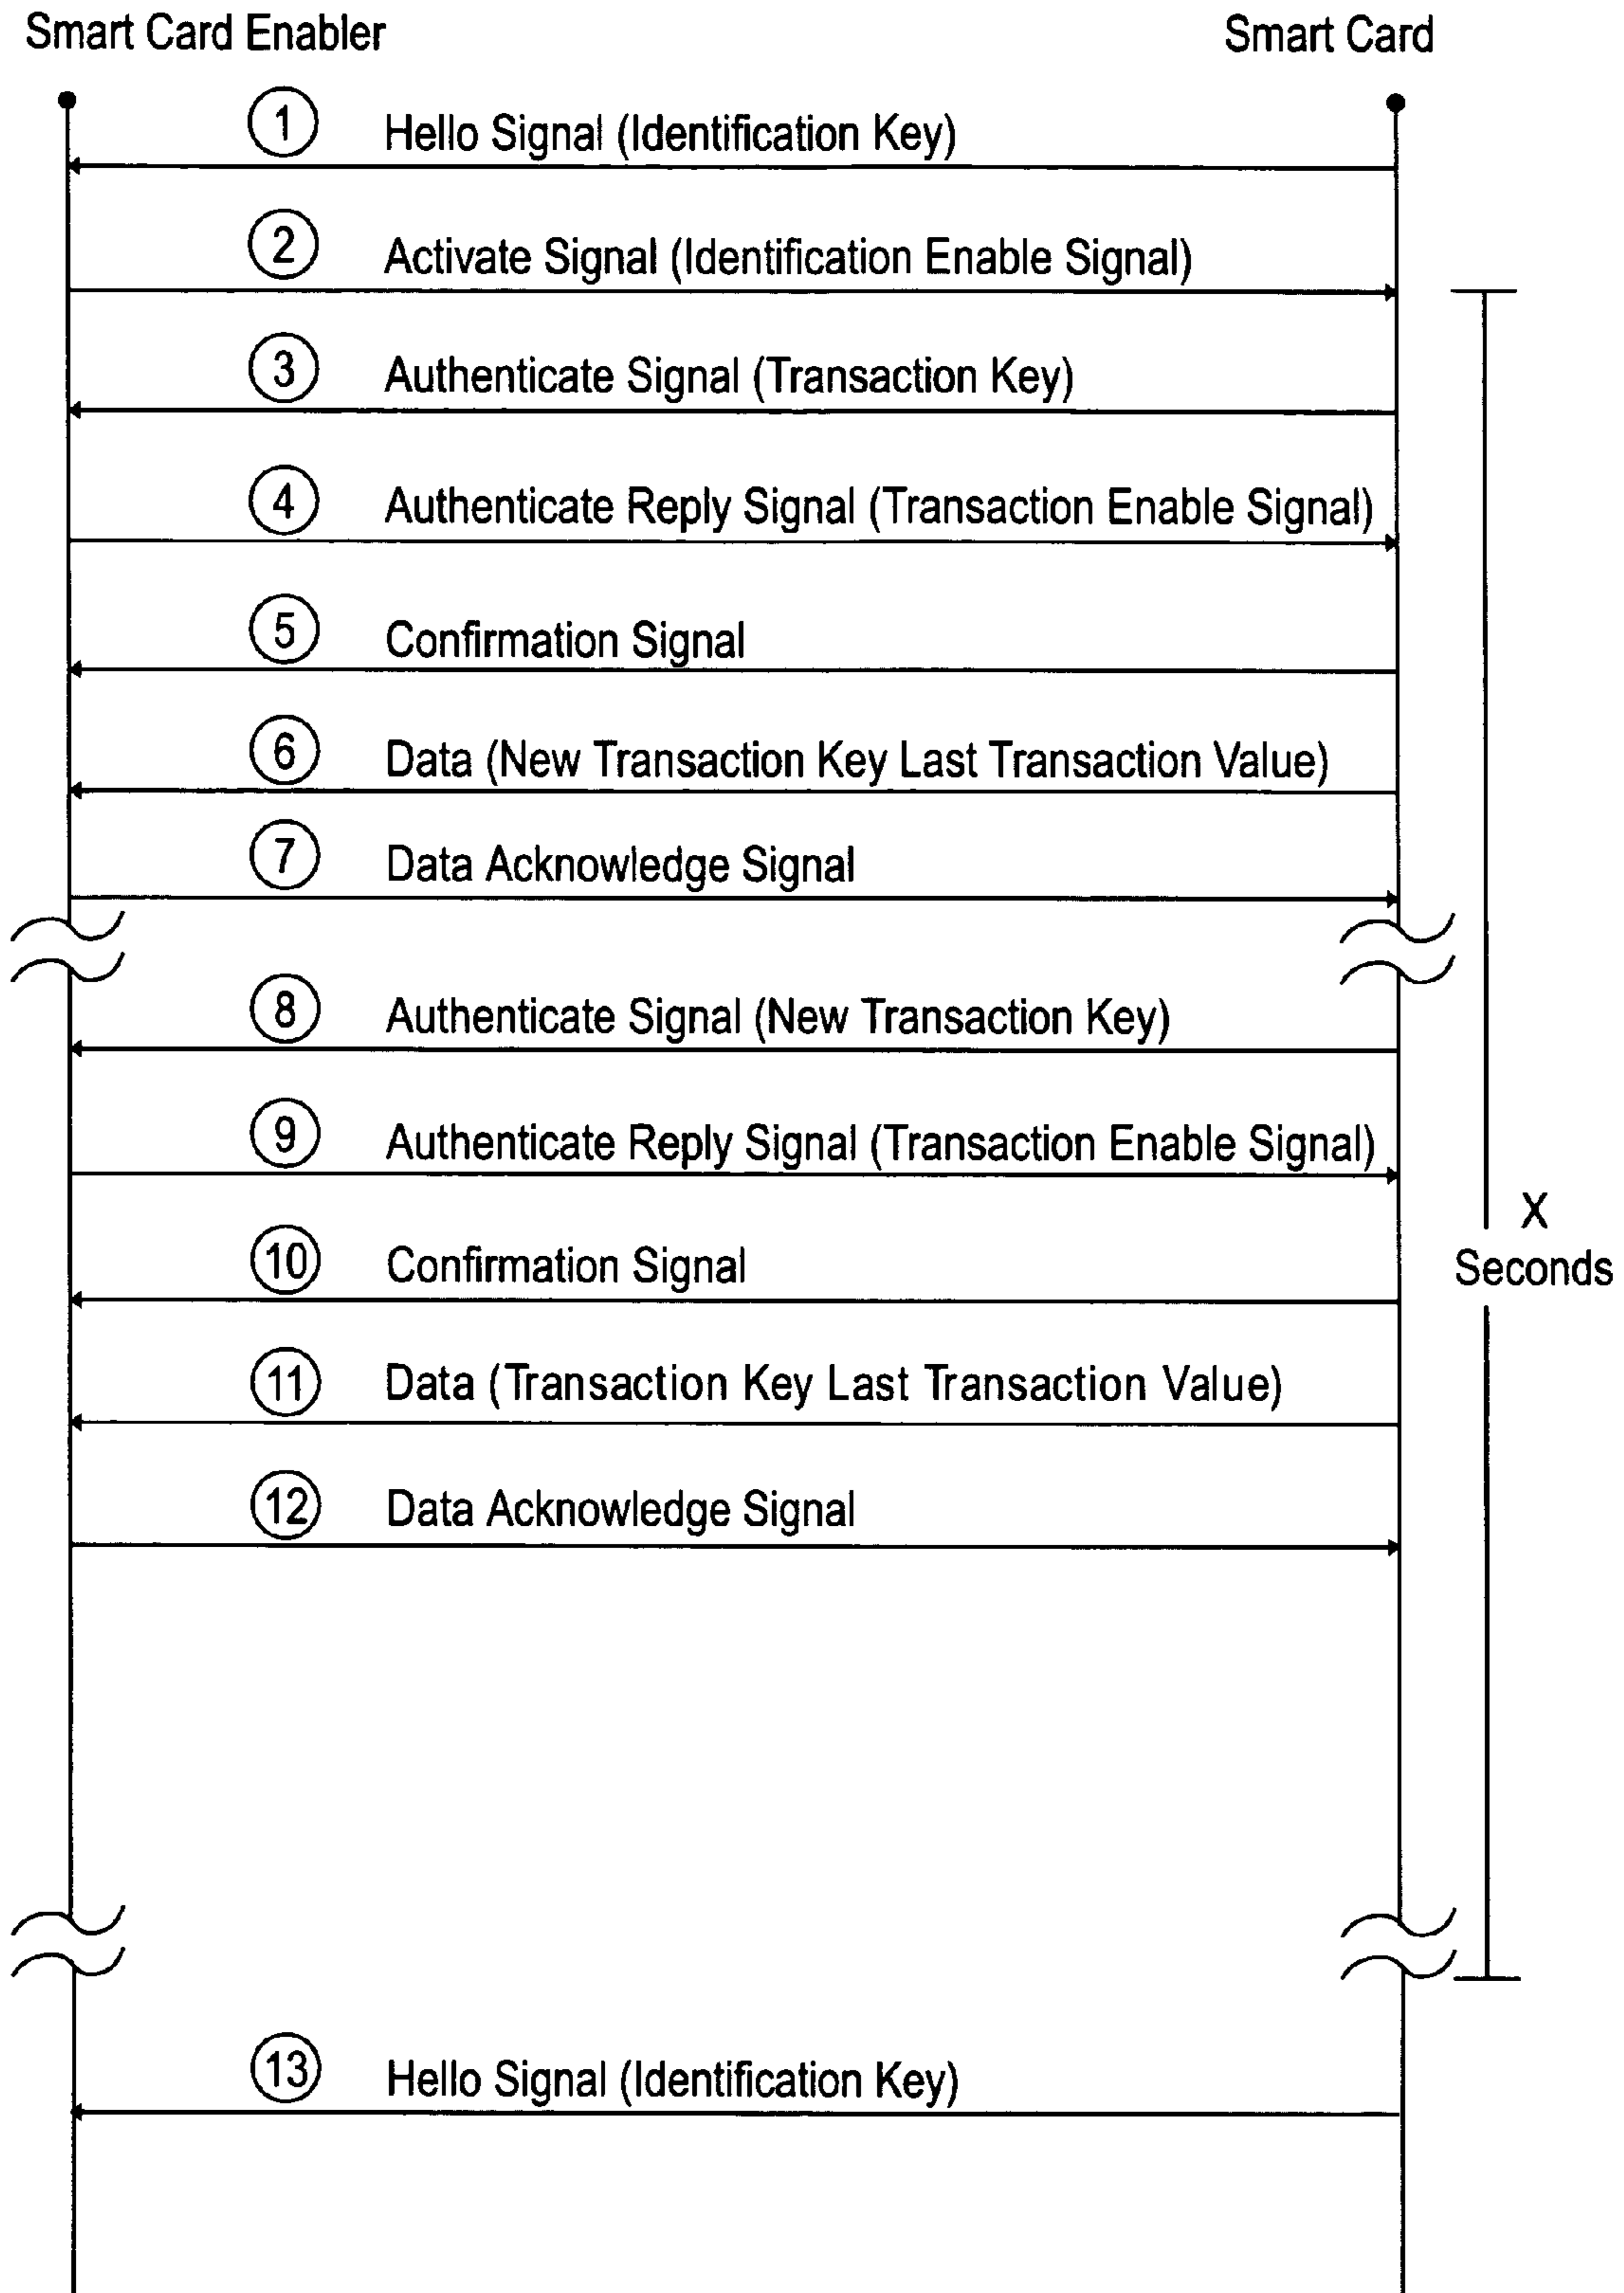 Smart Card Enabler
Smart Card
1 Hello Signal (Identification Key)
2 Activate Signal (Identification Enable Signal)
3 Authenticate Signal (Transaction Key)
4 Authenticate Reply Signal (Transaction Enable Signal)
5 Confirmation Signal
6 Data (New Transaction Key Last Transaction Value)
7 Data Acknowledge Signal
8 Authenticate Signal (New Transaction Key)
9 Authenticate Reply Signal (Transaction Enable Signal)
X
Seconds
10 Confirmation Signal
11 Data (Transaction Key Last Transaction Value)
12 Data Acknowledge Signal
13 Hello Signal (Identification Key)